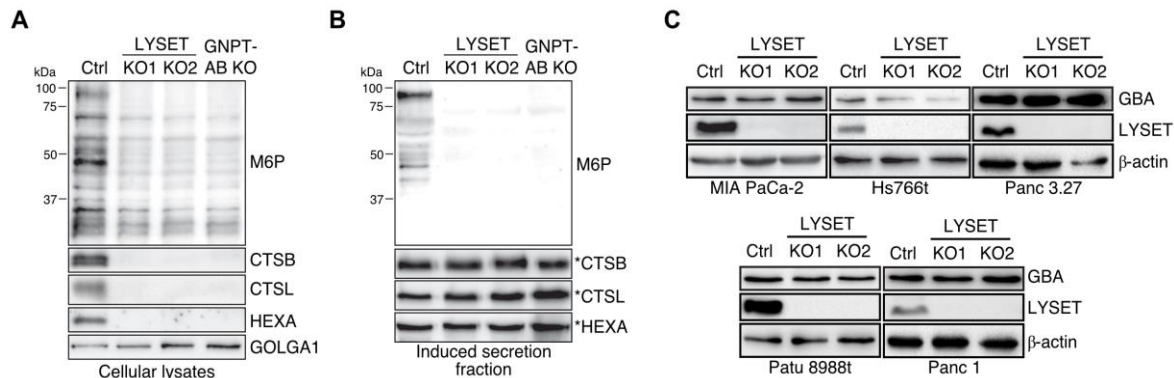 A
LYSET
GNPT-
kDa
Ctrl
KO1 KO2
AB KO
100
75
50
37
M6P
CTSB
CTSL
HEXA
GOLGA1
Cellular lysates
B
LYSET
GNPT-
kDa
Ctrl
KO1 KO2
AB KO
100
75
50
37
M6P
*CTSB
*CTSL
*HEXA
Induced secretion
fraction
C
LYSET
LYSET
LYSET
Ctrl KO1 KO2
Ctrl KO1 KO2
Ctrl KO1 KO2
GBA
LYSET
β-actin
MIA PaCa-2
Hs766t
Panc 3.27
LYSET
LYSET
Ctrl KO1 KO2
Ctrl KO1 KO2
GBA
LYSET
β-actin
Patu 8988t
Panc 1